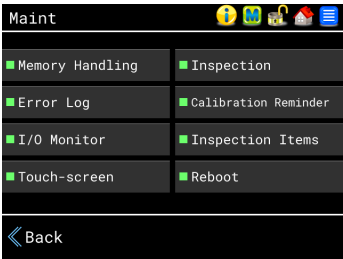 Maint
i M
Memory Handling
Inspection
Error Log
Calibration Reminder
I/O Monitor
Inspection Items
Touch-screen
Reboot
Back